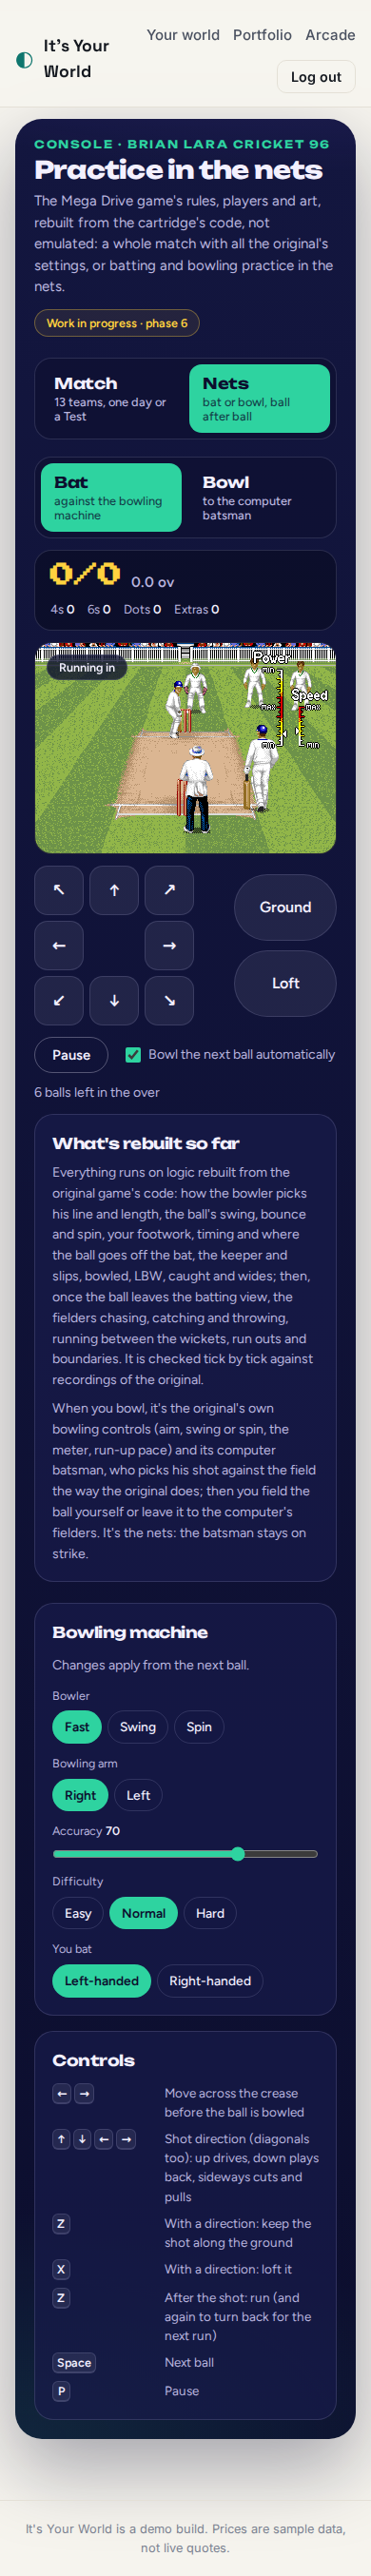 It's Your World
Your world Portfolio Arcade
Log out
CONSOLE · BRIAN LARA CRICKET 96
Practice in the nets
The Mega Drive game's rules, players and art,
rebuilt from the cartridge's code, not
emulated: a whole match with all the original's
settings, or batting and bowling practice in the
nets.
Work in progress · phase 6
Match
13 teams, one day or
a Test
Nets
bat or bowl, ball
after ball
Bat
against the bowling
machine
Bowl
to the computer
batsman
0/0 0.0 ov
4s 0 6s 0 Dots 0 Extras 0
Running in
Power
MIN
Speed
MAX MAX
MIN MIN
↖ ↑ ↗
← →
↙ ↓ ↘
Ground
Loft
Pause
Bowl the next ball automatically
6 balls left in the over
What's rebuilt so far
Everything runs on logic rebuilt from the
original game's code: how the bowler picks
his line and length, the ball's swing, bounce
and spin, your footwork, timing and where
the ball goes off the bat, the keeper and
slips, bowled, LBW, caught and wides; then,
once the ball leaves the batting view, the
fielders chasing, catching and throwing,
running between the wickets, run outs and
boundaries. It is checked tick by tick against
recordings of the original.
When you bowl, it's the original's own
bowling controls (aim, swing or spin, the
meter, run-up pace) and its computer
batsman, who picks his shot against the field
the way the original does; then you field the
ball yourself or leave it to the computer's
fielders. It's the nets: the batsman stays on
strike.
Bowling machine
Changes apply from the next ball.
Bowler
Fast Swing Spin
Bowling arm
Right Left
Accuracy 70
Difficulty
Easy Normal Hard
You bat
Left-handed Right-handed
Controls
← → Move across the crease
before the ball is bowled
↑ ↓ ← → Shot direction (diagonals
too): up drives, down plays
back, sideways cuts and
pulls
Z With a direction: keep the
shot along the ground
X With a direction: loft it
Z After the shot: run (and
again to turn back for the
next run)
Space Next ball
P Pause
It's Your World is a demo build. Prices are sample data,
not live quotes.